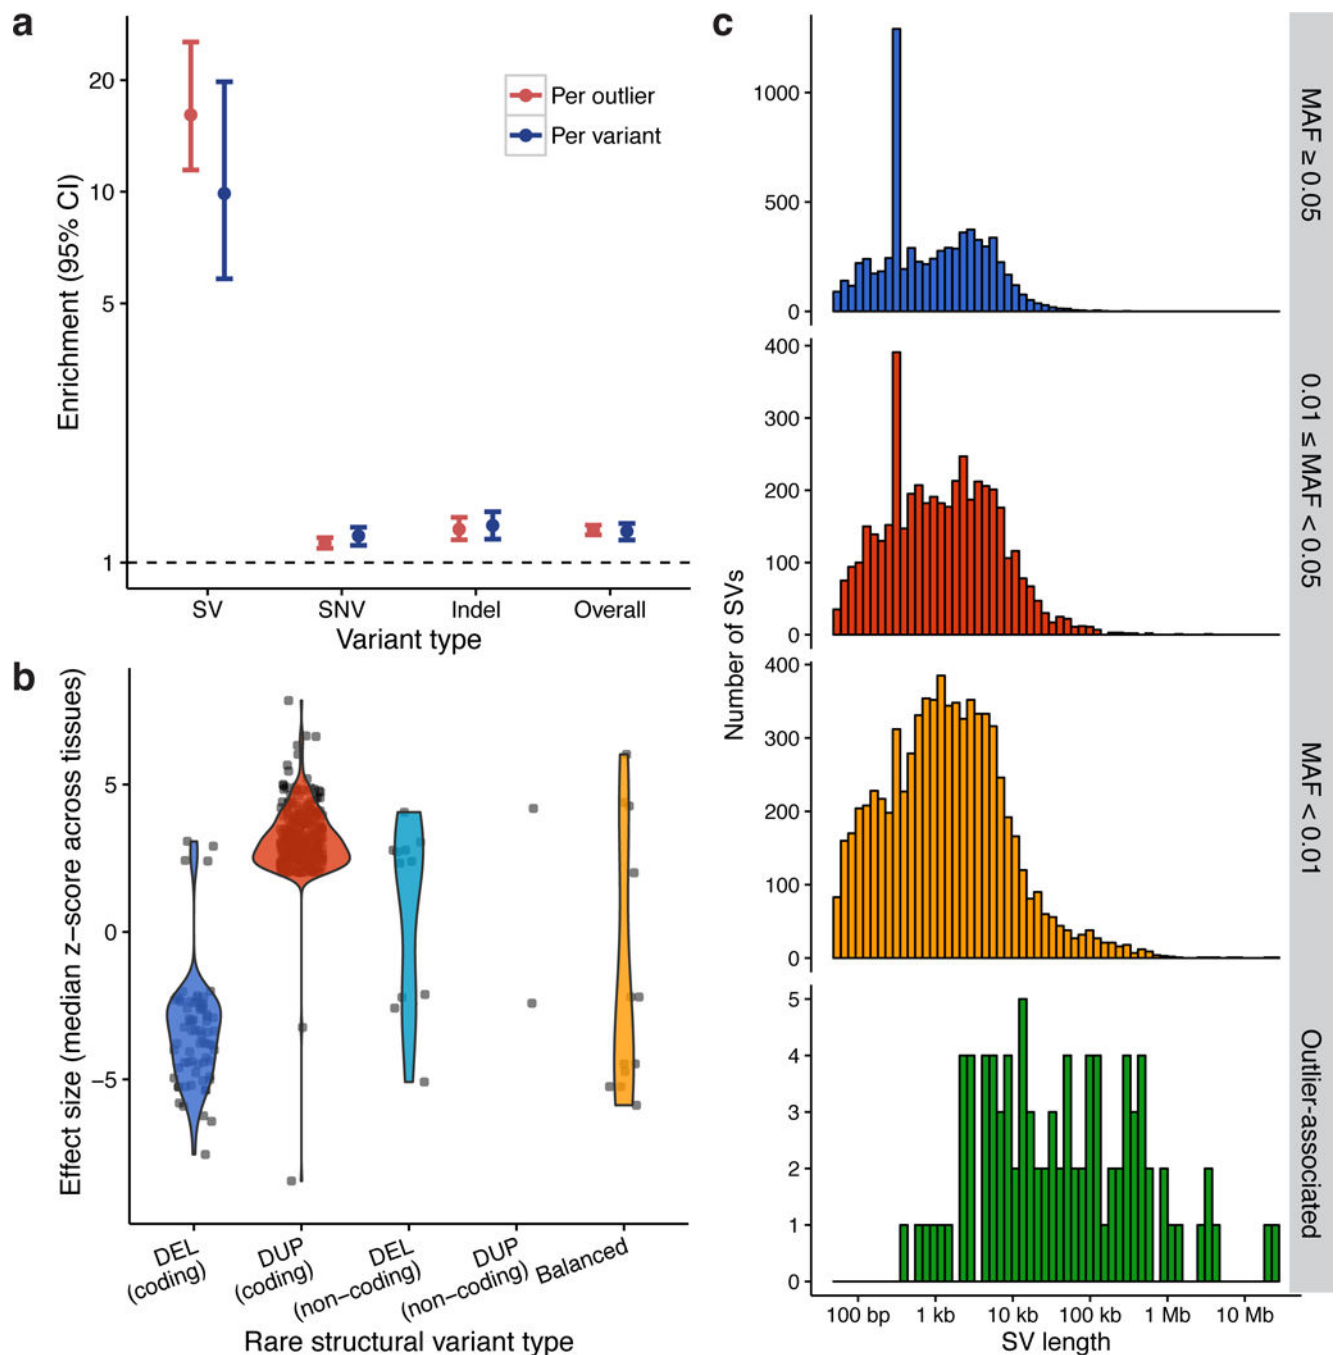 a
20
10
5
1
Enrichment (95% CI)
Per outlier
Per variant
SV
SNV
Indel
Overall
Variant type
b
5
0
−5
Effect size (median z−score across tissues)
DEL
(coding)
DUP
(coding)
DEL
(non−coding)
DUP
(non−coding)
Balanced
Rare structural variant type
c
1000
500
0
MAF ≥ 0.05
400
300
200
100
0
0.01 ≤ MAF < 0.05
Number of SVs
400
300
200
100
0
MAF < 0.01
5
4
3
2
1
0
Outlier−associated
100 bp
1 kb
10 kb
100 kb
1 Mb
10 Mb
SV length